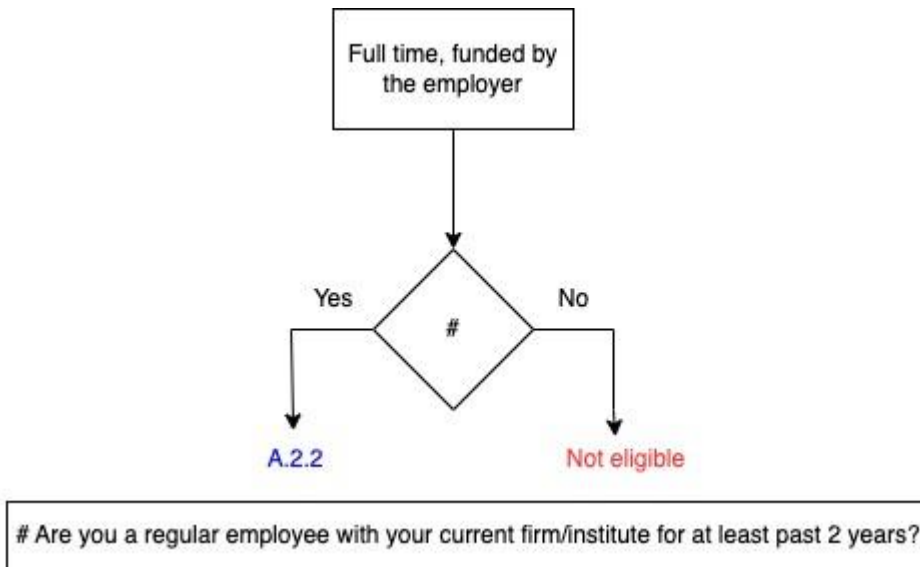 Full time, funded by
the employer
Yes
No
#
A.2.2
Not eligible
# Are you a regular employee with your current firm/institute for at least past 2 years?